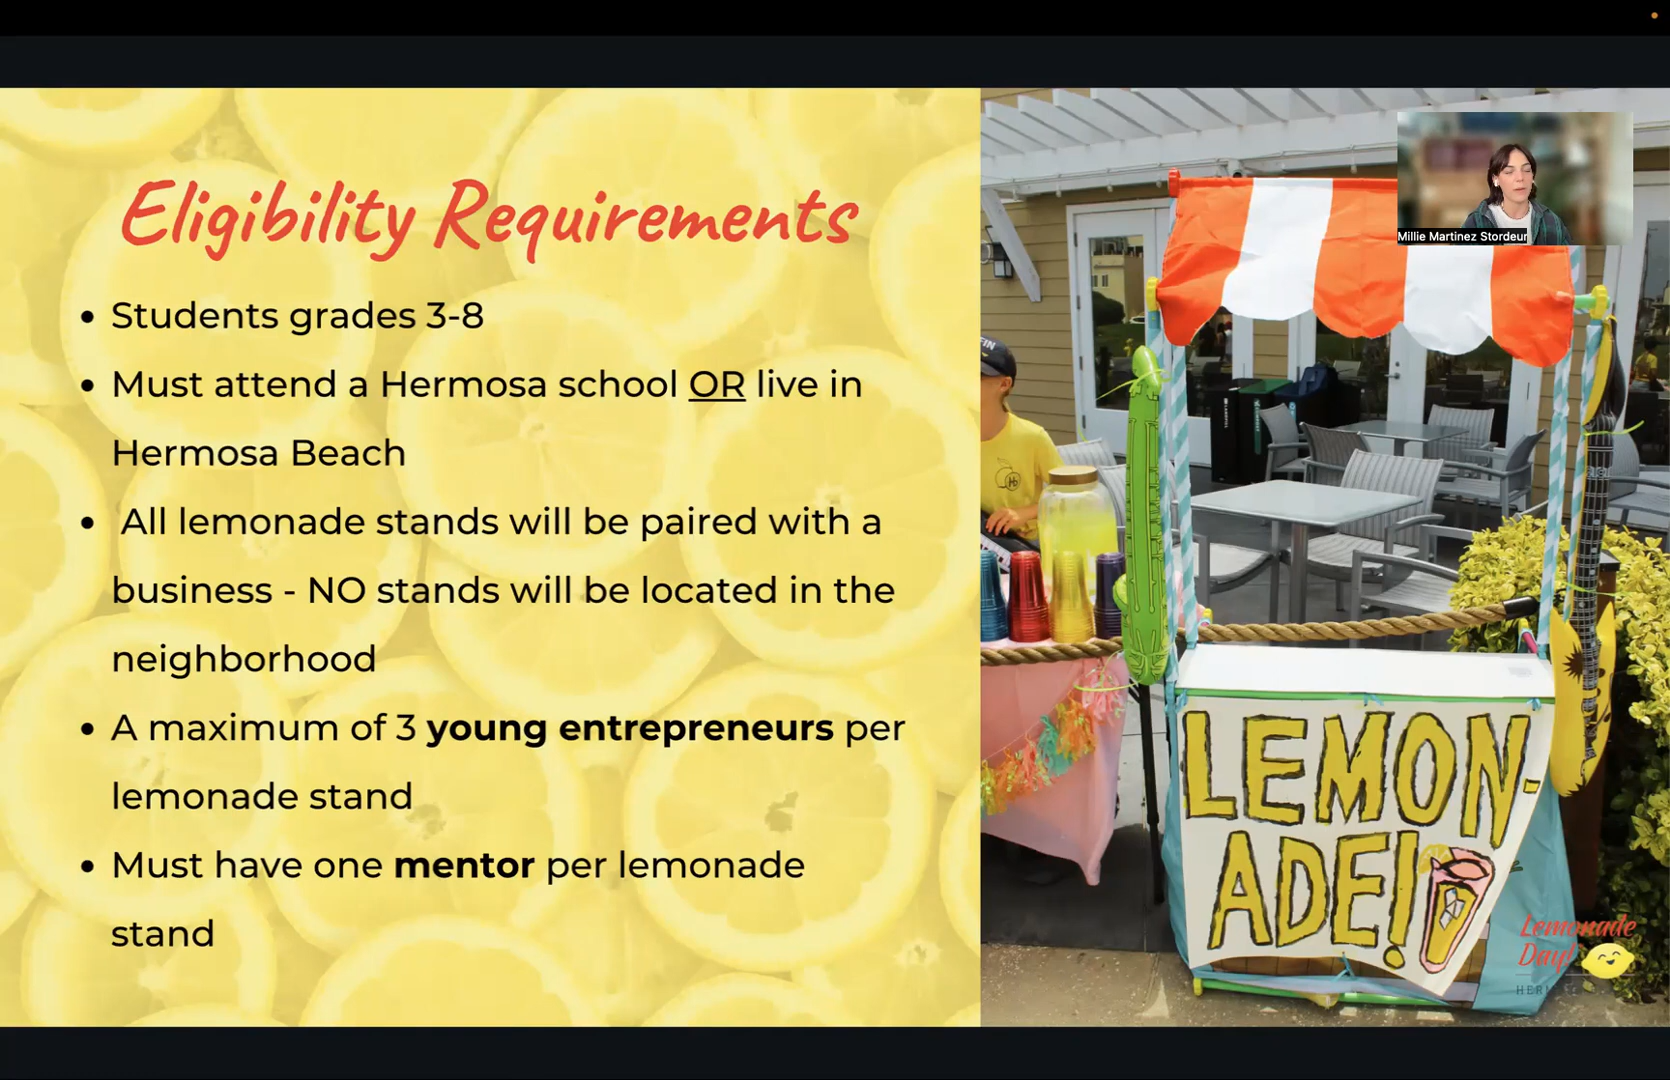 Eligibility Requirements
• Students grades 3-8
• Must attend a Hermosa school OR live in
Hermosa Beach
• All lemonade stands will be paired with a
business - NO stands will be located in the
neighborhood
• A maximum of 3 young entrepreneurs per
lemonade stand
• Must have one mentor per lemonade
stand
Millie Martinez Stordeur
LEMON-
ADE!
Lemonade
Day!